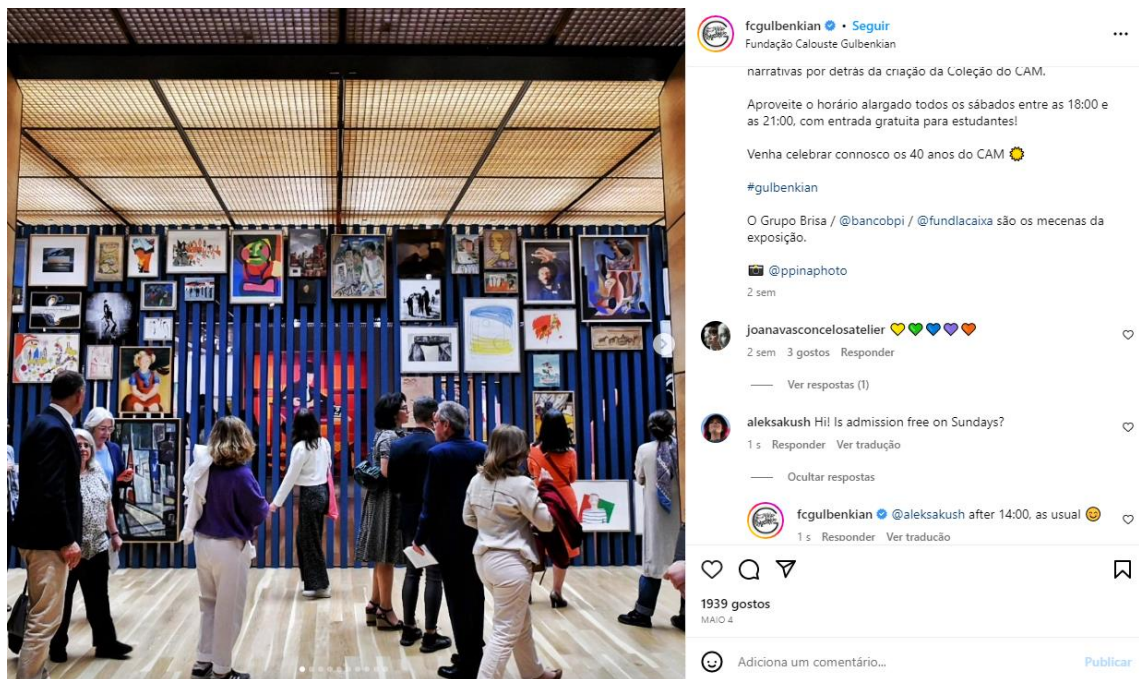 fcgulbenkian • Seguir
Fundação Calouste Gulbenkian
narrativas por detrás da criação da Coleção do CAM.
Aproveite o horário alargado todos os sábados entre as 18:00 e
as 21:00, com entrada gratuita para estudantes!
Venha celebrar connosco os 40 anos do CAM
#gulbenkian
O Grupo Brisa / @bancobpi / @fundlacaixa são os mecenas da
exposição.
@ppinaphoto
2 sem
joanavasconcelosatelier 💛💚💙💜🧡
2 sem 3 gostos Responder
Ver respostas (1)
aleksakush Hi! Is admission free on Sundays?
1 s Responder Ver tradução
Ocultar respostas
fcgulbenkian @aleksakush after 14:00, as usual 😊
1 s Responder Ver tradução
1939 gostos
MAIO 4
Adiciona um comentário...
Publicar